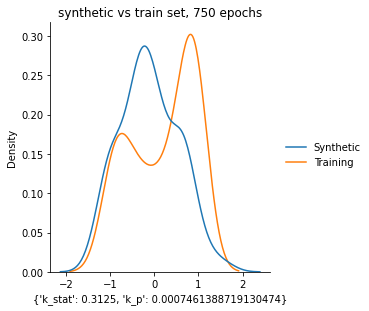 synthetic vs train set, 750 epochs
0.30
0.25
0.20
0.15
0.10
0.05
0.00
Density
Synthetic
Training
−2
−1
0
1
2
{'k_stat': 0.3125, 'k_p': 0.0007461388719130474}